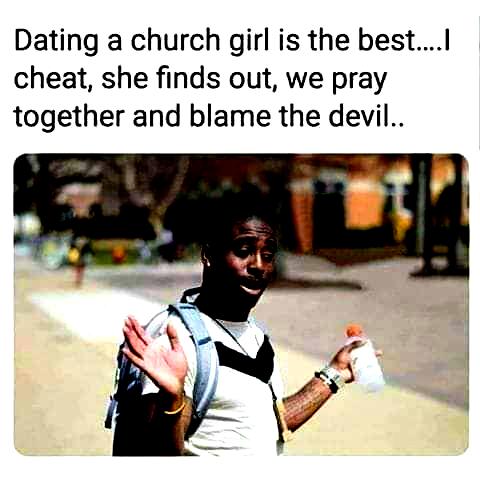 Dating a church girl is the best....I
cheat, she finds out, we pray
together and blame the devil..